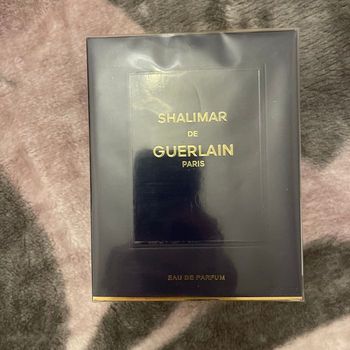 SHALIMAR
DE
GUERLAIN
PARIS
EAU DE PARFUM